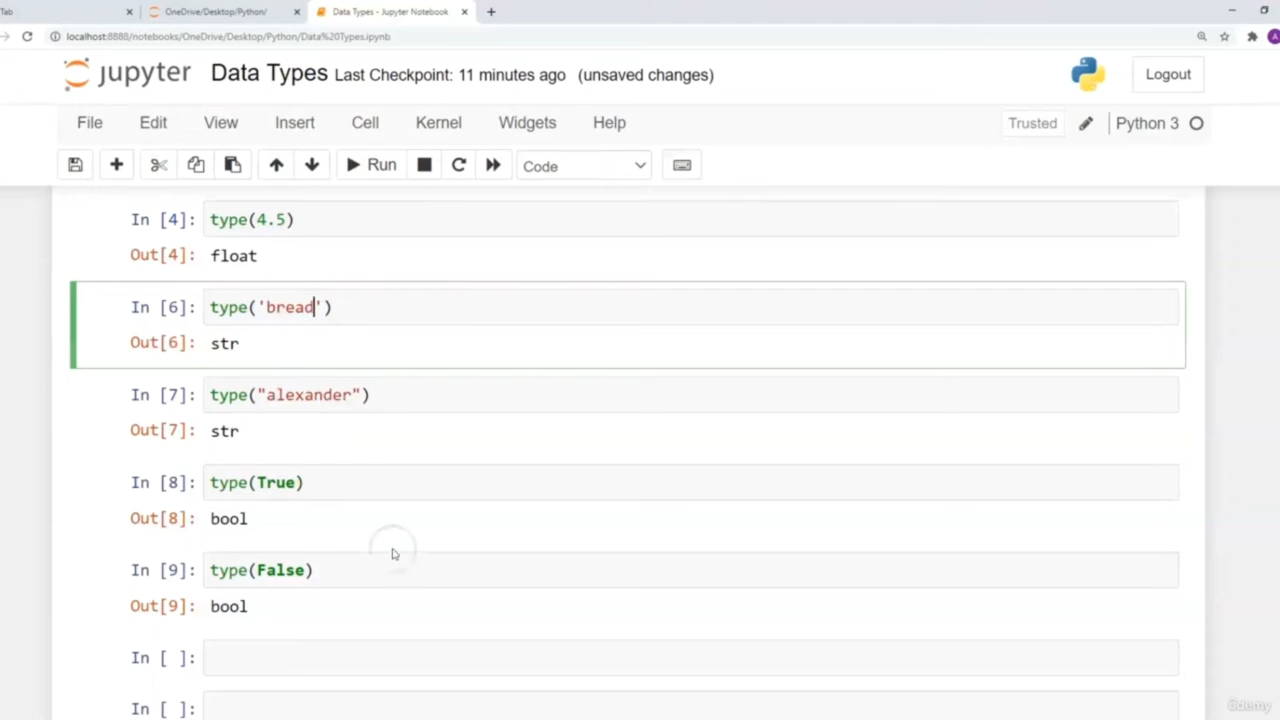 Tab OneDrive/Desktop/Python/ Data Types - Jupyter Notebook
localhost:8888/notebooks/OneDrive/Desktop/Python/Data%20Types.ipynb
jupyter Data Types Last Checkpoint: 11 minutes ago (unsaved changes) Logout
File Edit View Insert Cell Kernel Widgets Help Trusted Python 3
Run Code
In [4]: type(4.5)
Out[4]: float
In [6]: type('bread')
Out[6]: str
In [7]: type("alexander")
Out[7]: str
In [8]: type(True)
Out[8]: bool
In [9]: type(False)
Out[9]: bool
In [ ]:
In [ ]:
ûdemy